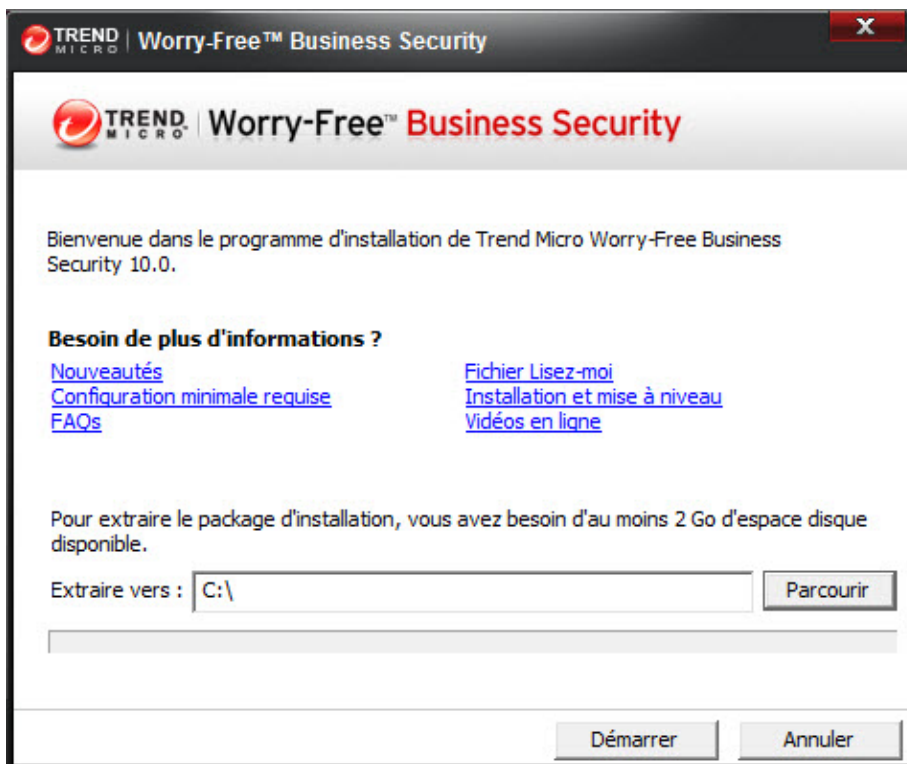 TREND MICRO | Worry-Free™ Business Security
X
TREND MICRO | Worry-Free™ Business Security
Bienvenue dans le programme d'installation de Trend Micro Worry-Free Business
Security 10.0.
Besoin de plus d'informations ?
Nouveautés
Fichier Lisez-moi
Configuration minimale requise
Installation et mise à niveau
FAQs
Vidéos en ligne
Pour extraire le package d'installation, vous avez besoin d'au moins 2 Go d'espace disque
disponible.
Extraire vers : C:\ Parcourir
Démarrer Annuler